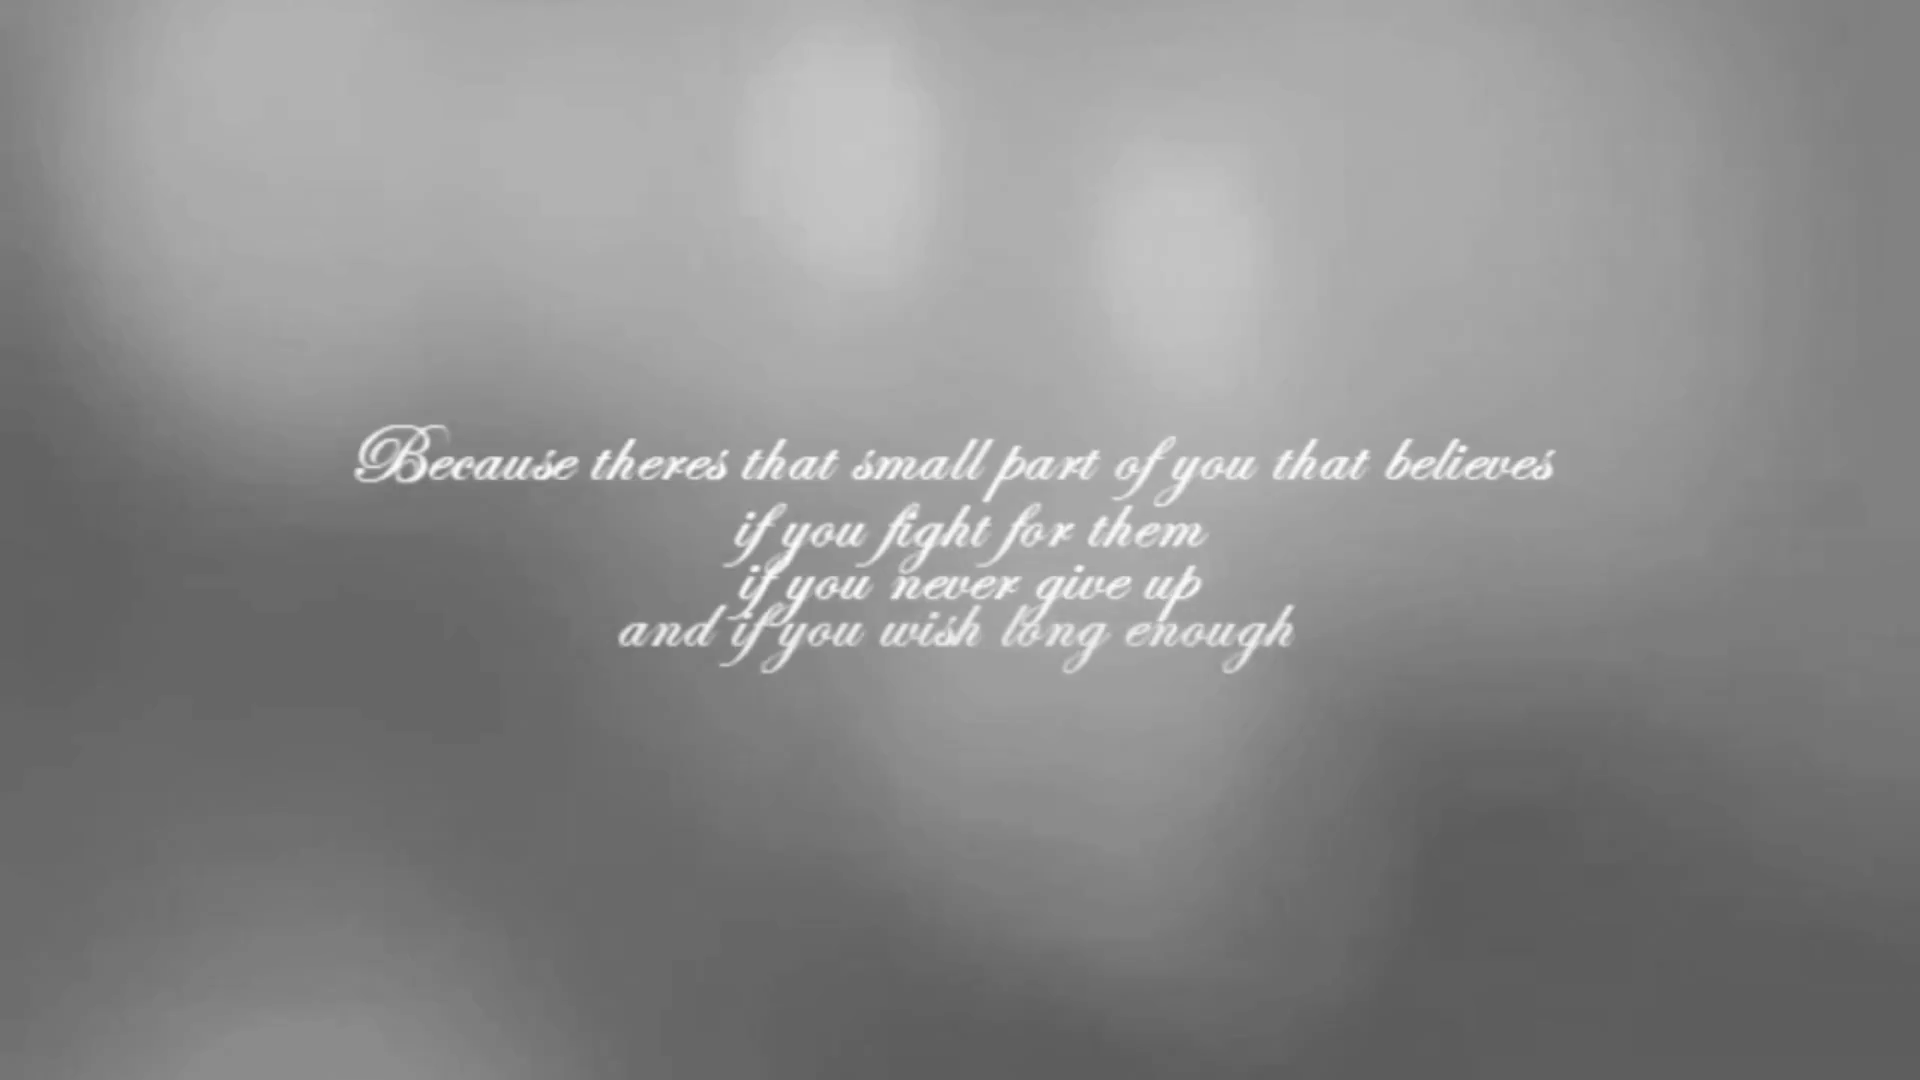 Because theres that small part of you that believes
if you fight for them
if you never give up
and if you wish long enough